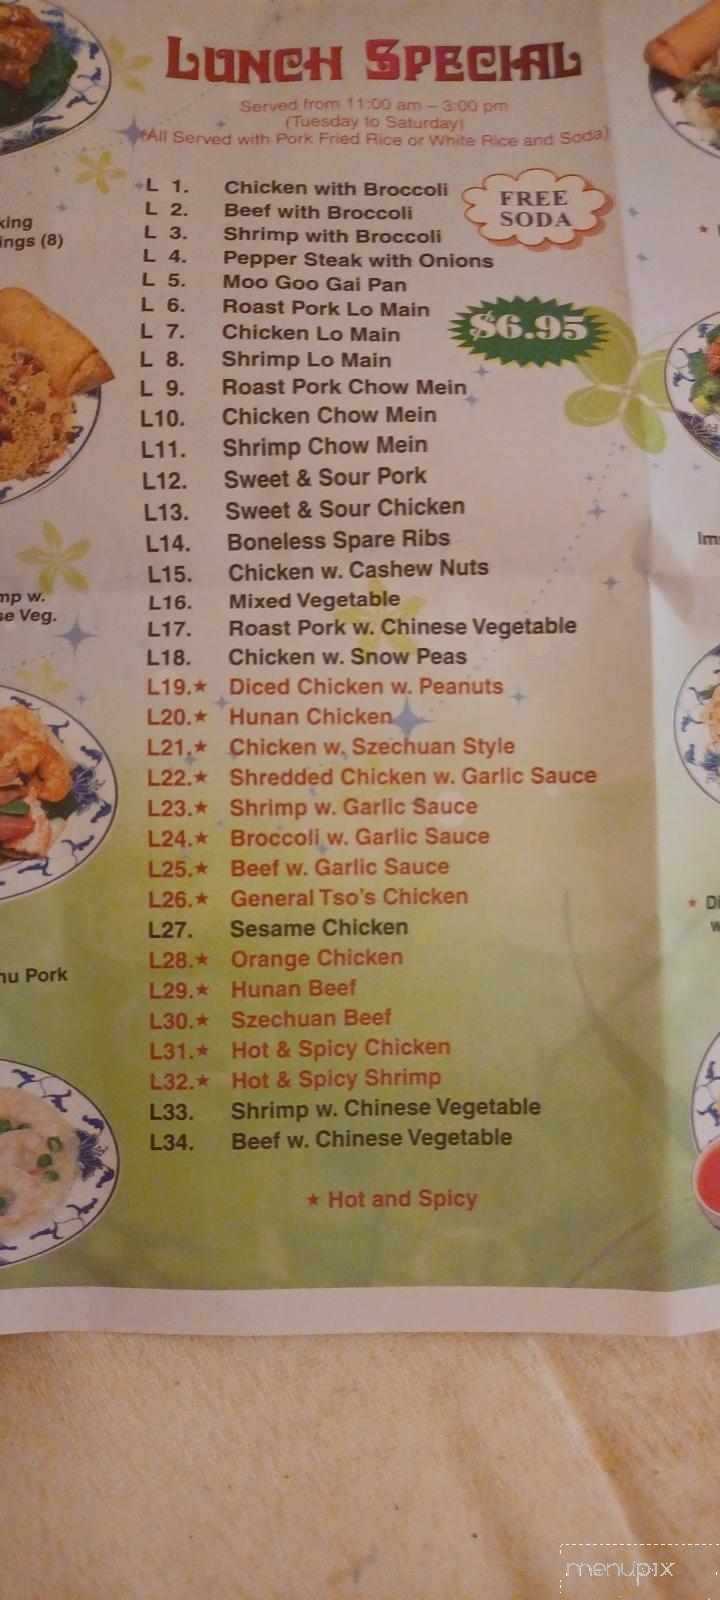 LUNCH SPECIAL
Served from 11:00 am – 3:00 pm
(Tuesday to Saturday)
(All Served with Pork Fried Rice or White Rice and Soda)
L 1. Chicken with Broccoli
L 2. Beef with Broccoli
L 3. Shrimp with Broccoli
L 4. Pepper Steak with Onions
L 5. Moo Goo Gai Pan
L 6. Roast Pork Lo Main
L 7. Chicken Lo Main
L 8. Shrimp Lo Main
L 9. Roast Pork Chow Mein
L10. Chicken Chow Mein
L11. Shrimp Chow Mein
L12. Sweet & Sour Pork
L13. Sweet & Sour Chicken
L14. Boneless Spare Ribs
L15. Chicken w. Cashew Nuts
L16. Mixed Vegetable
L17. Roast Pork w. Chinese Vegetable
L18. Chicken w. Snow Peas
L19.★ Diced Chicken w. Peanuts
L20.★ Hunan Chicken
L21.★ Chicken w. Szechuan Style
L22.★ Shredded Chicken w. Garlic Sauce
L23.★ Shrimp w. Garlic Sauce
L24.★ Broccoli w. Garlic Sauce
L25.★ Beef w. Garlic Sauce
L26.★ General Tso's Chicken
L27. Sesame Chicken
L28.★ Orange Chicken
L29.★ Hunan Beef
L30.★ Szechuan Beef
L31.★ Hot & Spicy Chicken
L32.★ Hot & Spicy Shrimp
L33. Shrimp w. Chinese Vegetable
L34. Beef w. Chinese Vegetable
★ Hot and Spicy
FREE
SODA
$6.95
(8)
w.
Veg.
Pork
menupix